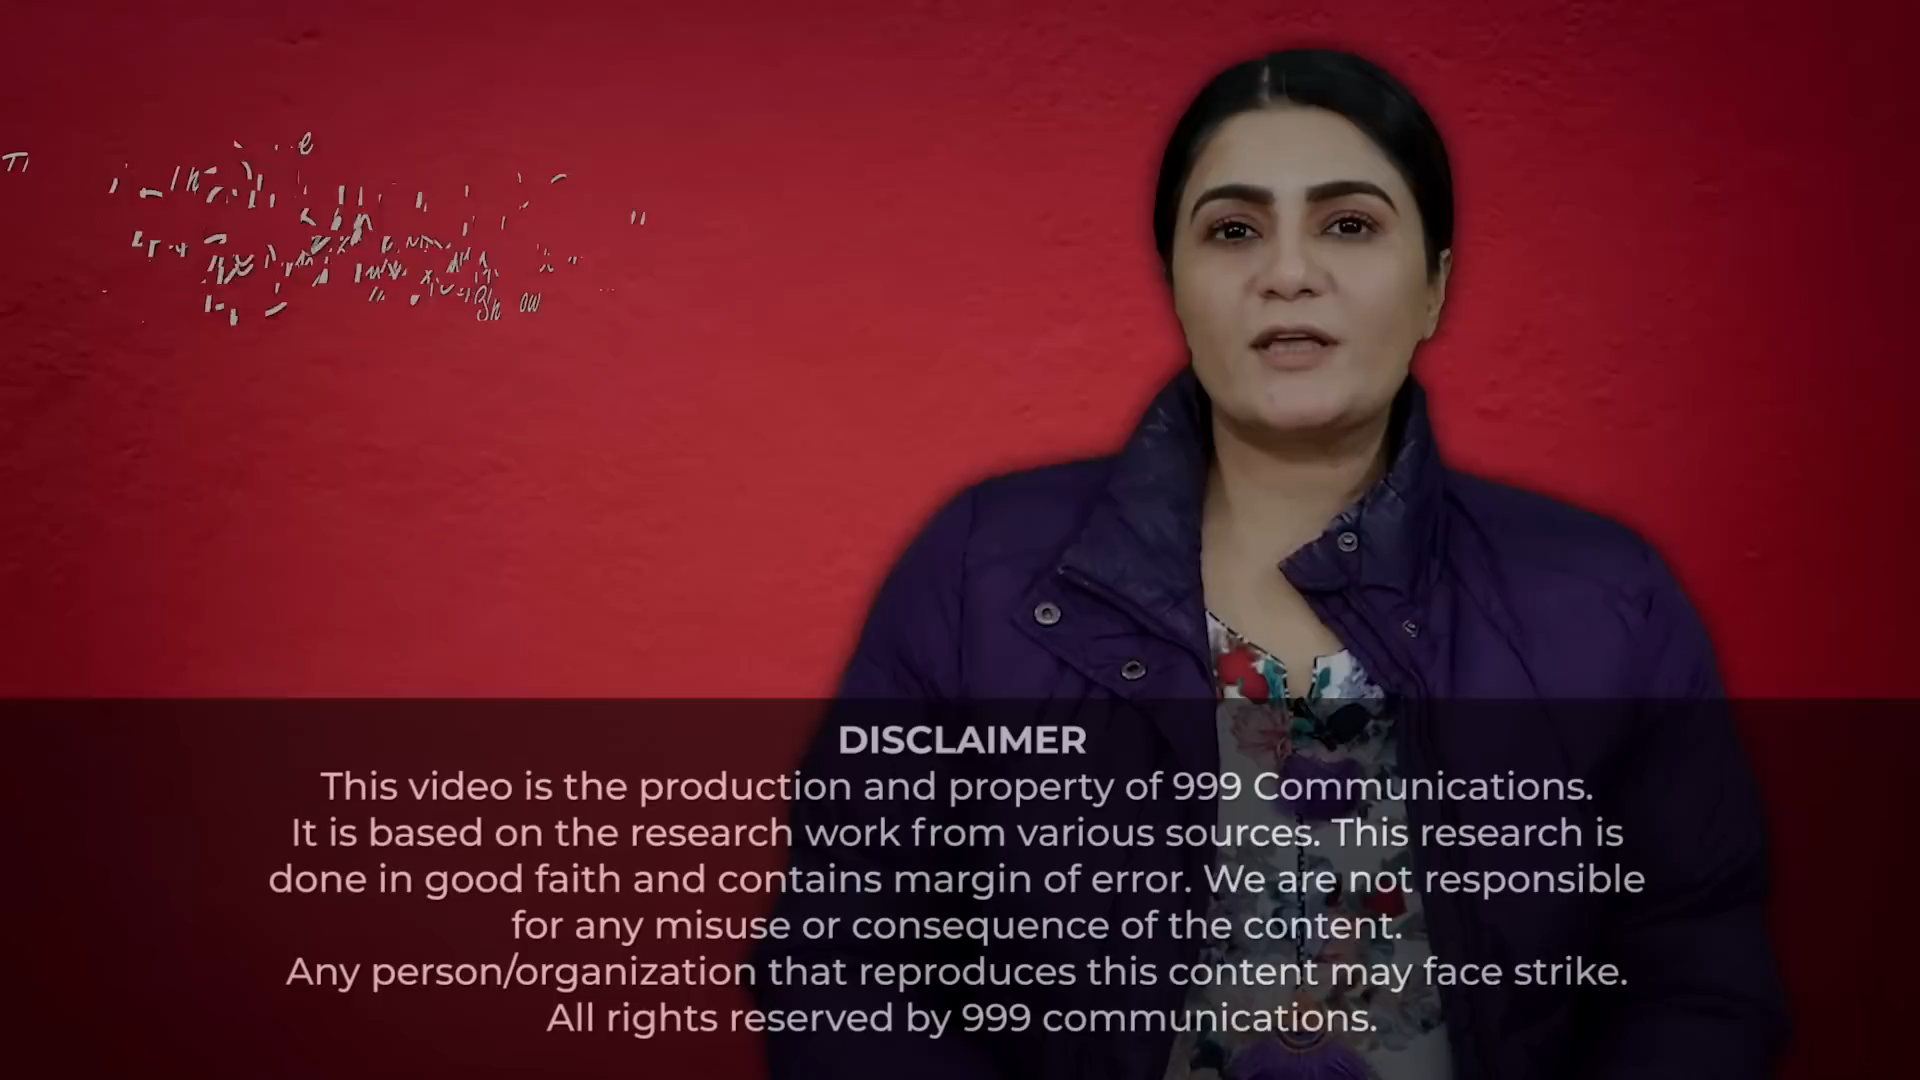 DISCLAIMER
This video is the production and property of 999 Communications.
It is based on the research work from various sources. This research is
done in good faith and contains margin of error. We are not responsible
for any misuse or consequence of the content.
Any person/organization that reproduces this content may face strike.
All rights reserved by 999 communications.